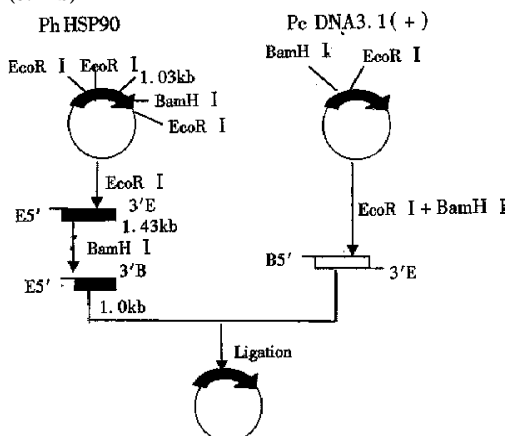 Ph HSP90
Pc DNA3.1(+)
EcoR I EcoR I
1.03kb
BamH I
EcoR I
BamH I
EcoR I
EcoR I
E5′ 3′E
1.43kb
BamH I
E5′ 3′B
1.0kb
EcoR I + BamH I
B5′
3′E
Ligation